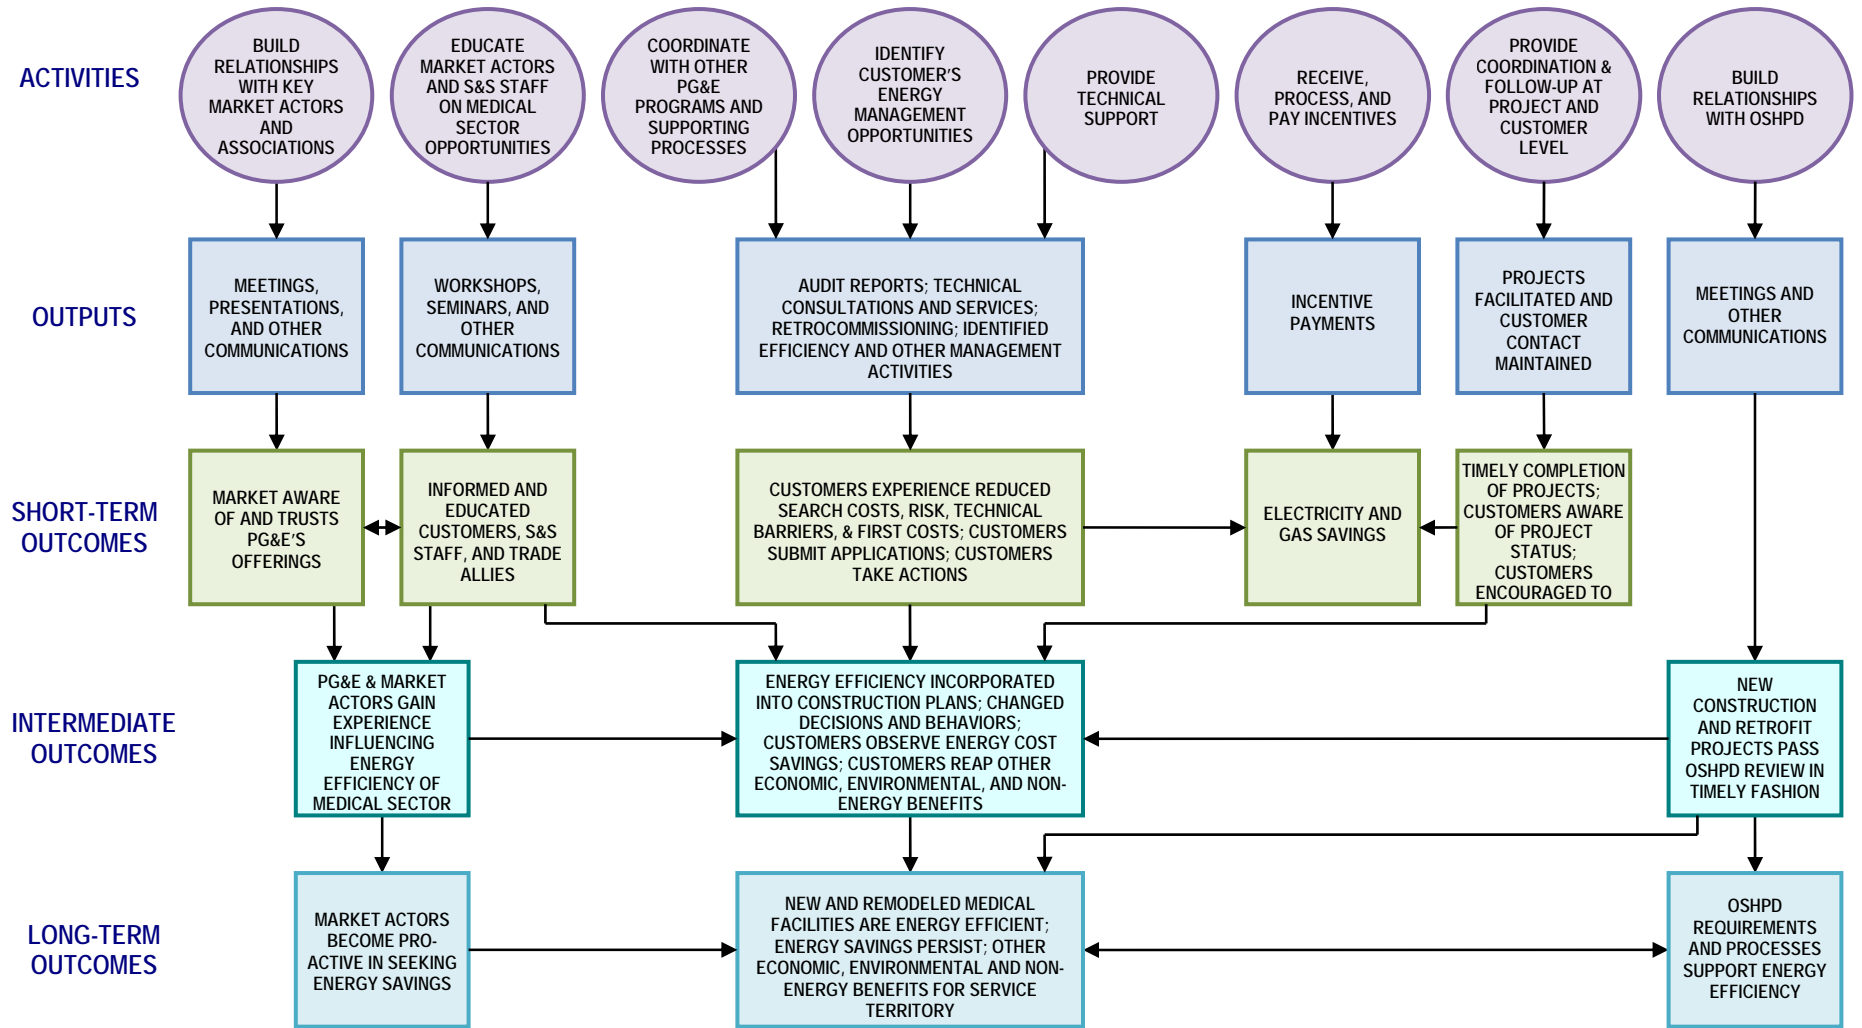 ACTIVITIES
BUILD
RELATIONSHIPS
WITH KEY
MARKET ACTORS
AND
ASSOCIATIONS
EDUCATE
MARKET ACTORS
AND S&S STAFF
ON MEDICAL
SECTOR
OPPORTUNITIES
COORDINATE
WITH OTHER
PG&E
PROGRAMS AND
SUPPORTING
PROCESSES
IDENTIFY
CUSTOMER'S
ENERGY
MANAGEMENT
OPPORTUNITIES
PROVIDE
TECHNICAL
SUPPORT
RECEIVE,
PROCESS, AND
PAY INCENTIVES
PROVIDE
COORDINATION &
FOLLOW-UP AT
PROJECT AND
CUSTOMER
LEVEL
BUILD
RELATIONSHIPS
WITH OSHPD
OUTPUTS
MEETINGS,
PRESENTATIONS,
AND OTHER
COMMUNICATIONS
WORKSHOPS,
SEMINARS, AND
OTHER
COMMUNICATIONS
AUDIT REPORTS; TECHNICAL
CONSULTATIONS AND SERVICES;
RETROCOMMISSIONING; IDENTIFIED
EFFICIENCY AND OTHER MANAGEMENT
ACTIVITIES
INCENTIVE
PAYMENTS
PROJECTS
FACILITATED AND
CUSTOMER
CONTACT
MAINTAINED
MEETINGS AND
OTHER
COMMUNICATIONS
SHORT-TERM
OUTCOMES
MARKET AWARE
OF AND TRUSTS
PG&E'S
OFFERINGS
INFORMED AND
EDUCATED
CUSTOMERS, S&S
STAFF, AND TRADE
ALLIES
CUSTOMERS EXPERIENCE REDUCED
SEARCH COSTS, RISK, TECHNICAL
BARRIERS, & FIRST COSTS; CUSTOMERS
SUBMIT APPLICATIONS; CUSTOMERS
TAKE ACTIONS
ELECTRICITY AND
GAS SAVINGS
TIMELY COMPLETION
OF PROJECTS;
CUSTOMERS AWARE
OF PROJECT
STATUS;
CUSTOMERS
ENCOURAGED TO
INTERMEDIATE
OUTCOMES
PG&E & MARKET
ACTORS GAIN
EXPERIENCE
INFLUENCING
ENERGY
EFFICIENCY OF
MEDICAL SECTOR
ENERGY EFFICIENCY INCORPORATED
INTO CONSTRUCTION PLANS; CHANGED
DECISIONS AND BEHAVIORS;
CUSTOMERS OBSERVE ENERGY COST
SAVINGS; CUSTOMERS REAP OTHER
ECONOMIC, ENVIRONMENTAL, AND NON-
ENERGY BENEFITS
NEW
CONSTRUCTION
AND RETROFIT
PROJECTS PASS
OSHPD REVIEW IN
TIMELY FASHION
LONG-TERM
OUTCOMES
MARKET ACTORS
BECOME PRO-
ACTIVE IN SEEKING
ENERGY SAVINGS
NEW AND REMODELED MEDICAL
FACILITIES ARE ENERGY EFFICIENT;
ENERGY SAVINGS PERSIST; OTHER
ECONOMIC, ENVIRONMENTAL AND NON-
ENERGY BENEFITS FOR SERVICE
TERRITORY
OSHPD
REQUIREMENTS
AND PROCESSES
SUPPORT ENERGY
EFFICIENCY